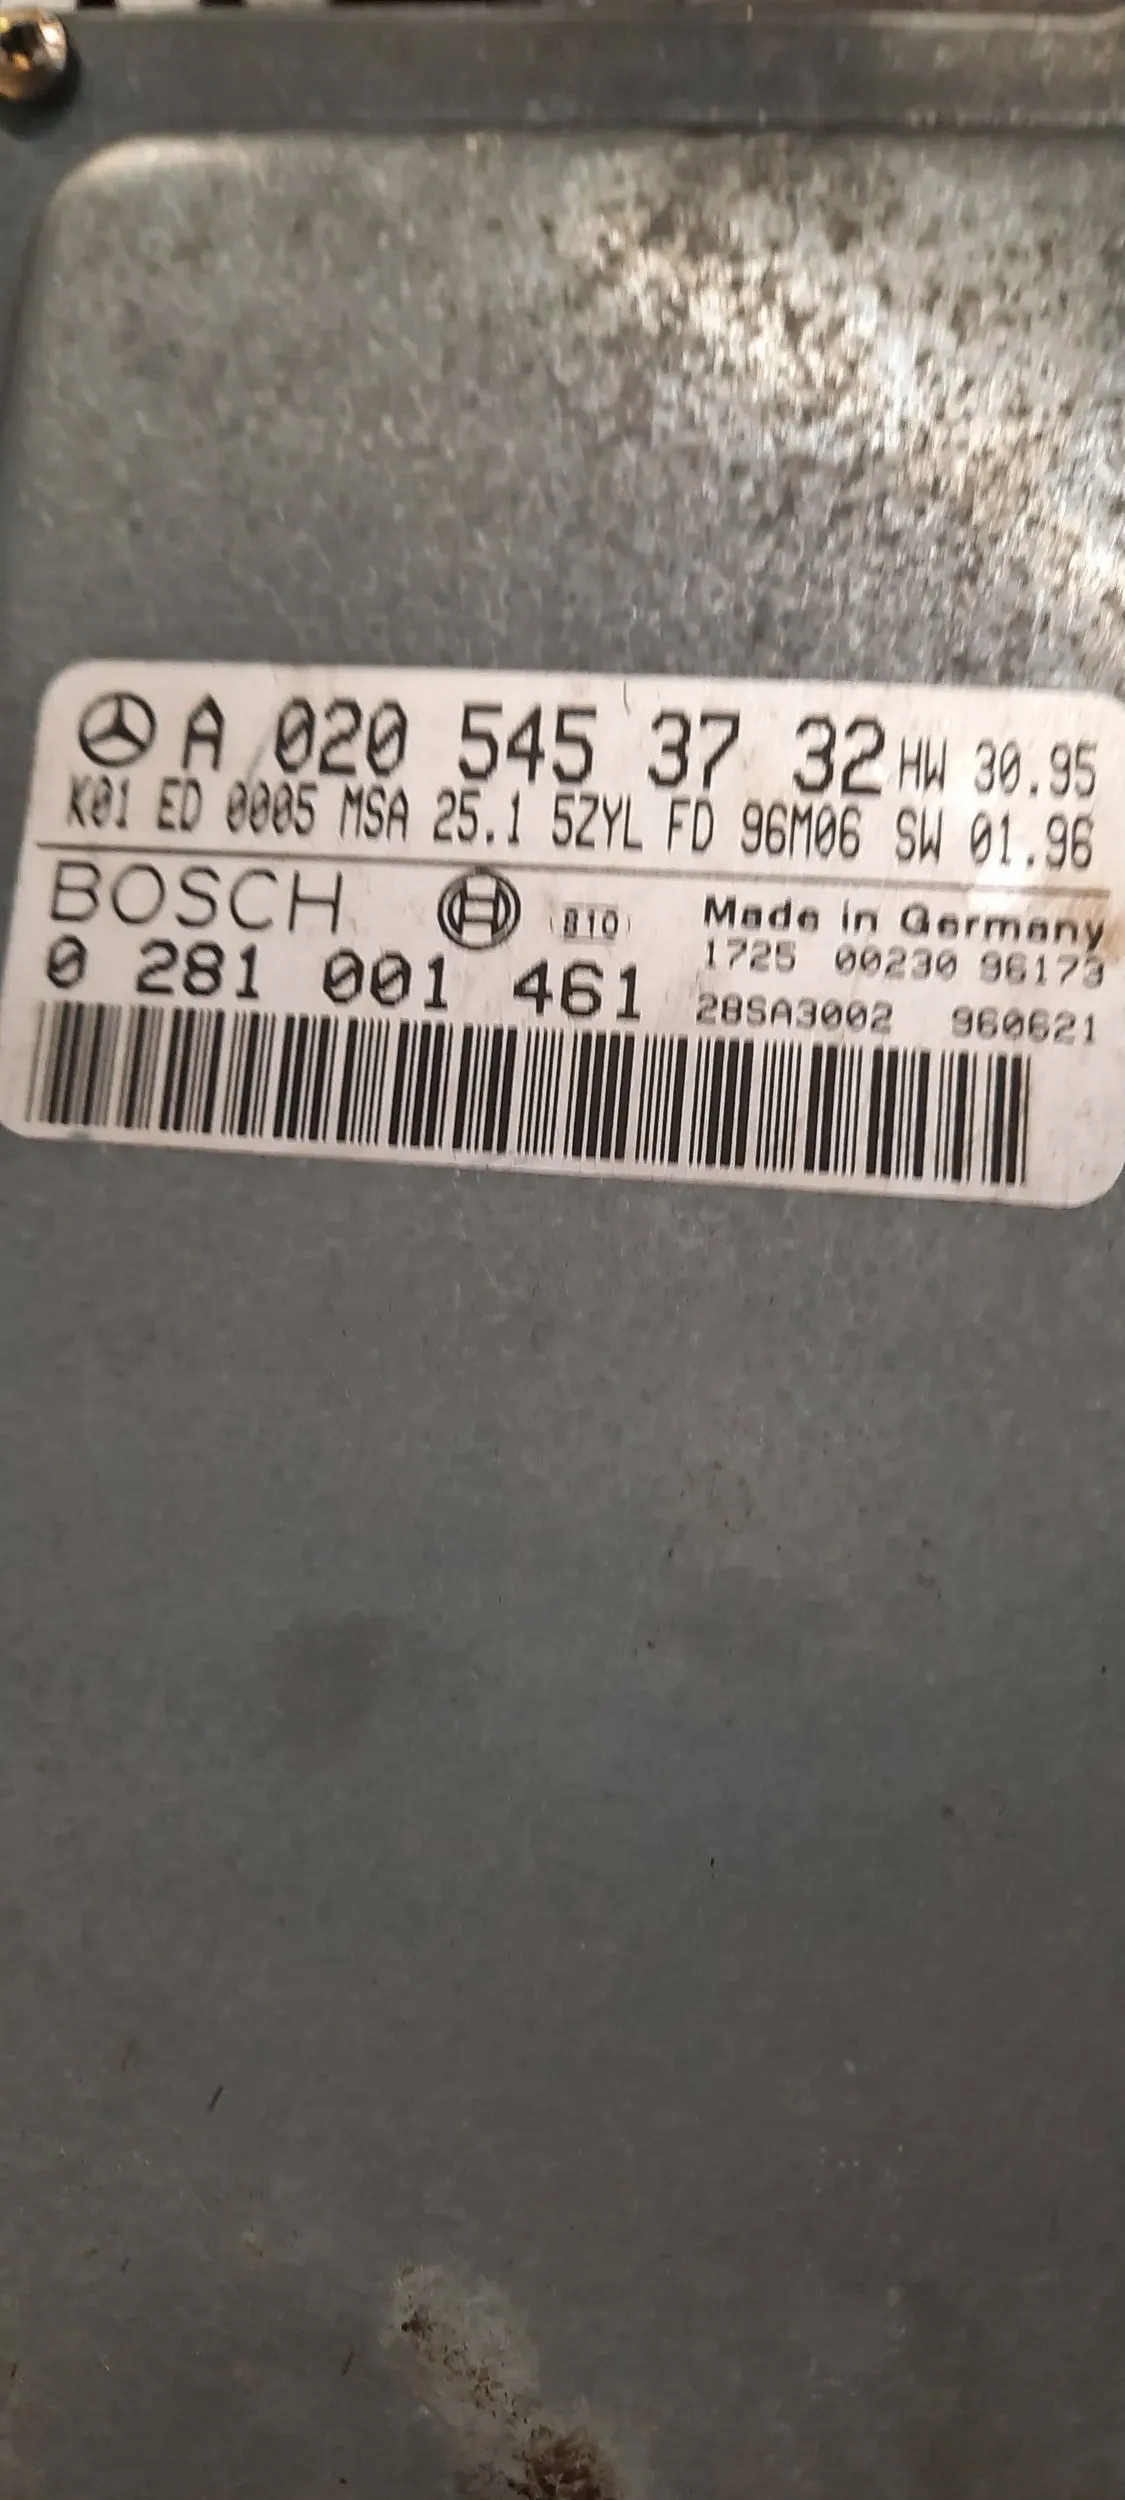 A 020 545 37 32 HW 30.95
K01 ED 0005 MSA 25.1 5ZYL FD 96M06 SW 01.96
BOSCH 810 Made in Germany
0 281 001 461 1725 00230 96173
28SA3002 960621